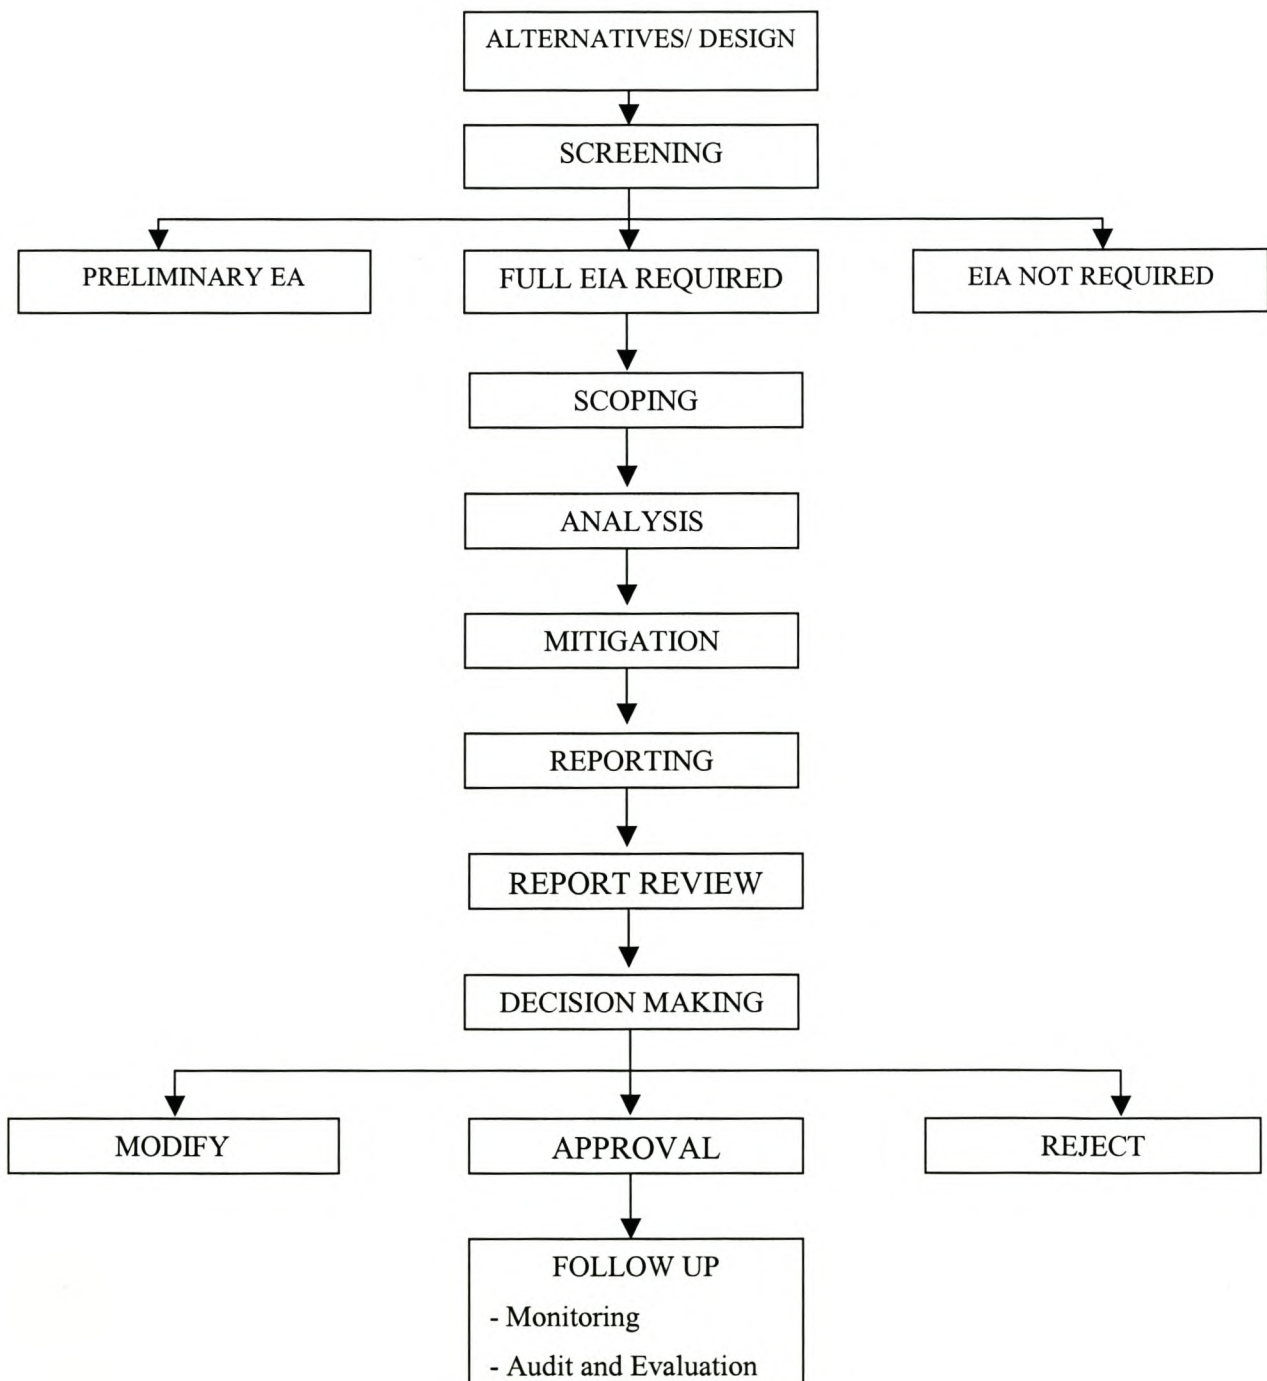 ALTERNATIVES/ DESIGN
SCREENING
PRELIMINARY EA
FULL EIA REQUIRED
EIA NOT REQUIRED
SCOPING
ANALYSIS
MITIGATION
REPORTING
REPORT REVIEW
DECISION MAKING
MODIFY
APPROVAL
REJECT
FOLLOW UP
- Monitoring
- Audit and Evaluation